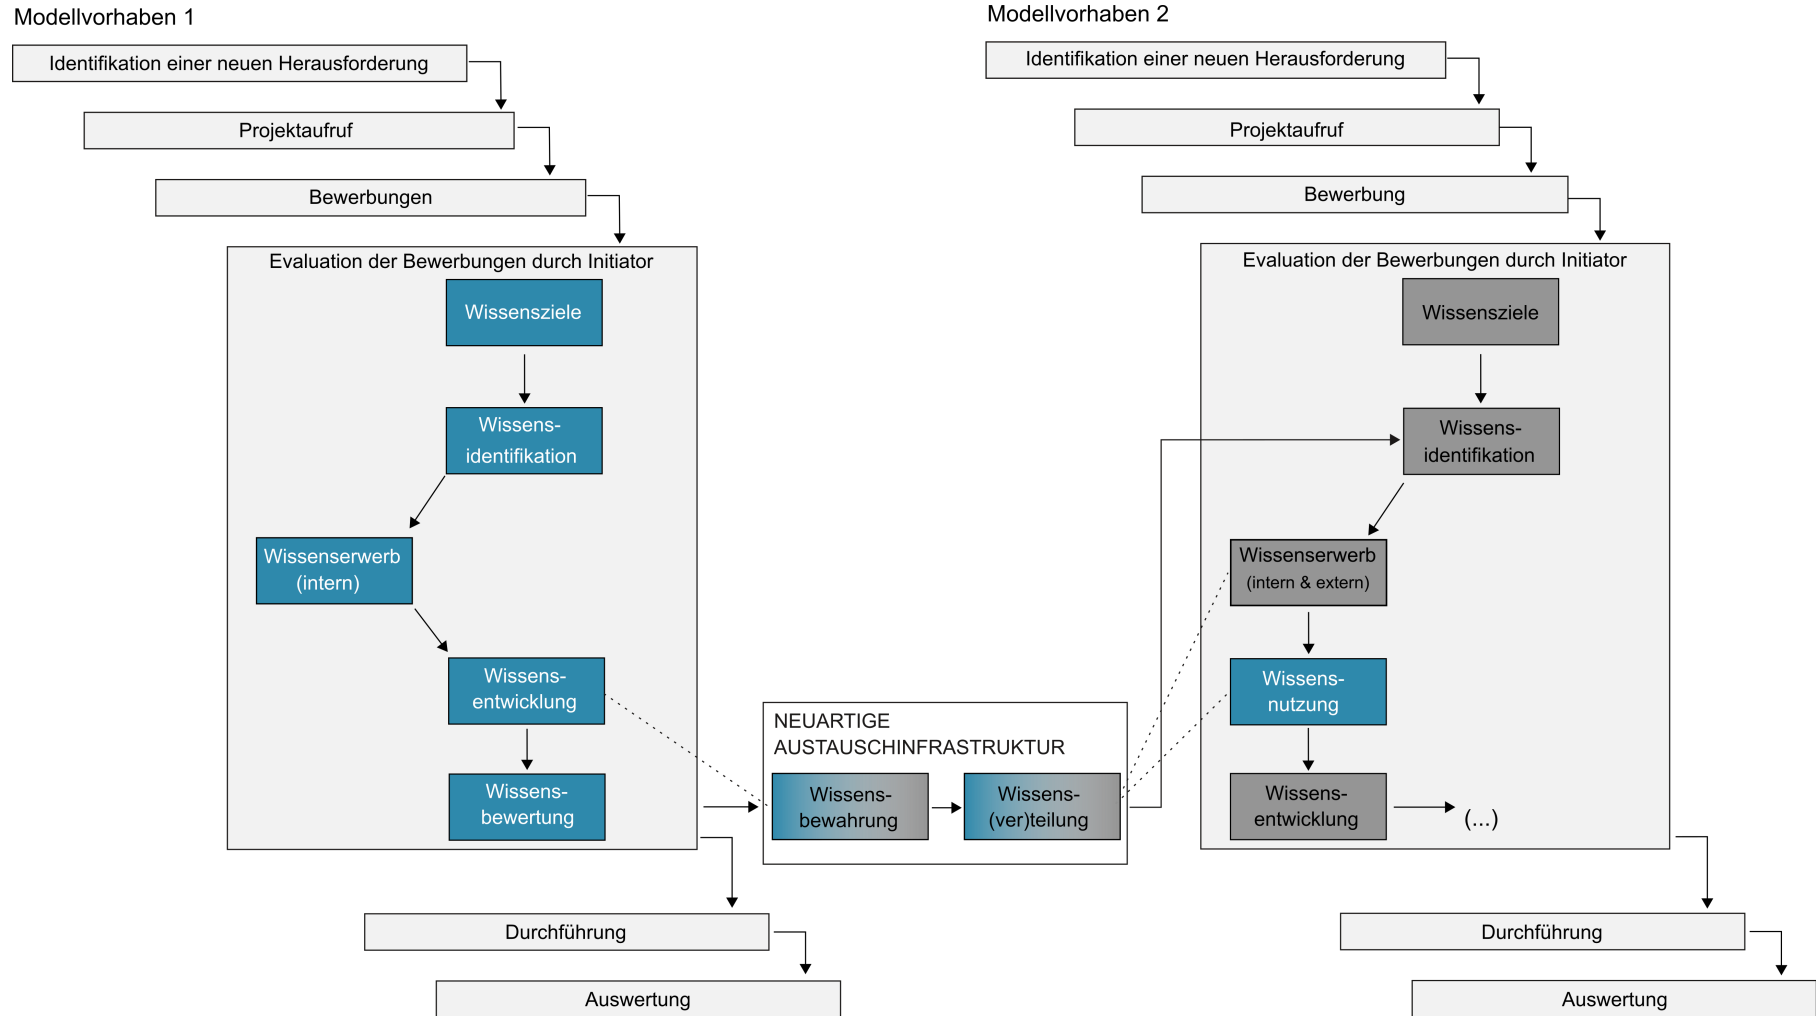 Modellvorhaben 1
Identifikation einer neuen Herausforderung
Projektaufruf
Bewerbungen
Evaluation der Bewerbungen durch Initiator
Wissensziele
Wissens-
identifikation
Wissenserwerb
(intern)
Wissens-
entwicklung
Wissens-
bewertung
Durchführung
Auswertung
NEUARTIGE
AUSTAUSCHINFRASTRUKTUR
Wissens-
bewahrung
Wissens-
(ver)teilung
Modellvorhaben 2
Identifikation einer neuen Herausforderung
Projektaufruf
Bewerbung
Evaluation der Bewerbungen durch Initiator
Wissensziele
Wissens-
identifikation
Wissenserwerb
(intern & extern)
Wissens-
nutzung
Wissens-
entwicklung
(...)
Durchführung
Auswertung